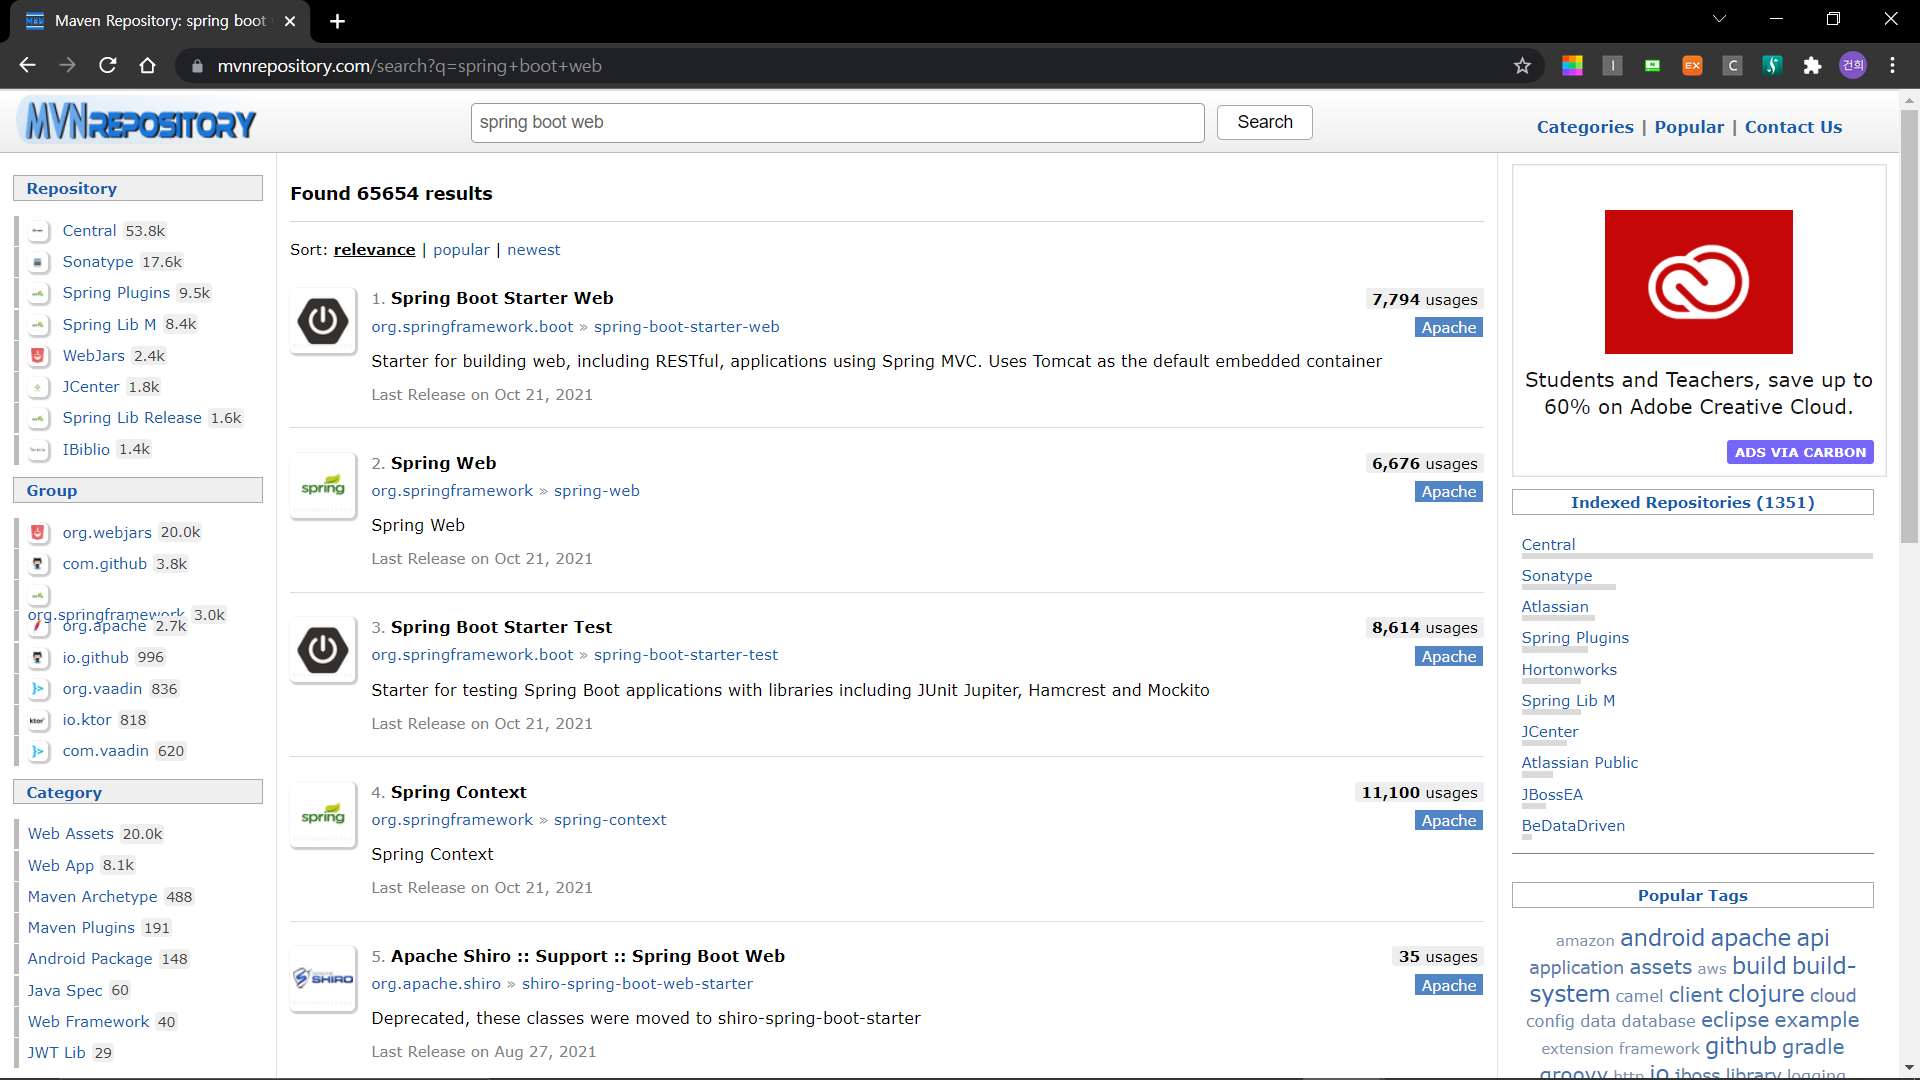 Maven Repository: spring boot
mvnrepository.com/search?q=spring+boot+web
EX
C
건희
MVNREPOSITORY
spring boot web
Search
Categories | Popular | Contact Us
Repository
Central 53.8k
Sonatype 17.6k
Spring Plugins 9.5k
Spring Lib M 8.4k
WebJars 2.4k
JCenter 1.8k
Spring Lib Release 1.6k
IBiblio 1.4k
Group
org.webjars 20.0k
com.github 3.8k
org.springframework 3.0k
org.apache 2.7k
io.github 996
org.vaadin 836
ktor
io.ktor 818
com.vaadin 620
Category
Web Assets 20.0k
Web App 8.1k
Maven Archetype 488
Maven Plugins 191
Android Package 148
Java Spec 60
Web Framework 40
JWT Lib 29
Found 65654 results
Sort: relevance | popular | newest
1. Spring Boot Starter Web
7,794 usages
org.springframework.boot » spring-boot-starter-web
Apache
Starter for building web, including RESTful, applications using Spring MVC. Uses Tomcat as the default embedded container
Last Release on Oct 21, 2021
spring
2. Spring Web
6,676 usages
org.springframework » spring-web
Apache
Spring Web
Last Release on Oct 21, 2021
3. Spring Boot Starter Test
8,614 usages
org.springframework.boot » spring-boot-starter-test
Apache
Starter for testing Spring Boot applications with libraries including JUnit Jupiter, Hamcrest and Mockito
Last Release on Oct 21, 2021
spring
4. Spring Context
11,100 usages
org.springframework » spring-context
Apache
Spring Context
Last Release on Oct 21, 2021
SHIRO
5. Apache Shiro :: Support :: Spring Boot Web
35 usages
org.apache.shiro » shiro-spring-boot-web-starter
Apache
Deprecated, these classes were moved to shiro-spring-boot-starter
Last Release on Aug 27, 2021
Students and Teachers, save up to
60% on Adobe Creative Cloud.
ADS VIA CARBON
Indexed Repositories (1351)
Central
Sonatype
Atlassian
Spring Plugins
Hortonworks
Spring Lib M
JCenter
Atlassian Public
JBossEA
BeDataDriven
Popular Tags
amazon android apache api
application assets aws build build-
system camel client clojure cloud
config data database eclipse example
extension framework github gradle
groovy http io jboss library logging